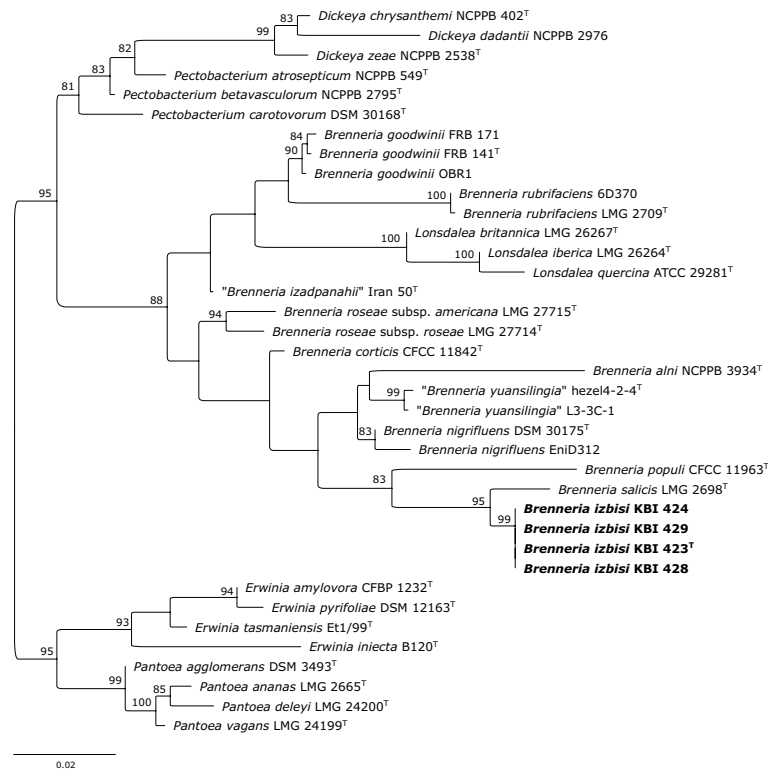 83
Dickeya chrysanthemi NCPPB 402ᵀ
99
Dickeya dadantii NCPPB 2976
82
Dickeya zeae NCPPB 2538ᵀ
83
Pectobacterium atrosepticum NCPPB 549ᵀ
81
Pectobacterium betavasculorum NCPPB 2795ᵀ
Pectobacterium carotovorum DSM 30168ᵀ
84
Brenneria goodwinii FRB 171
90
Brenneria goodwinii FRB 141ᵀ
Brenneria goodwinii OBR1
95
100
Brenneria rubrifaciens 6D370
Brenneria rubrifaciens LMG 2709ᵀ
100
Lonsdalea britannica LMG 26267ᵀ
100
Lonsdalea iberica LMG 26264ᵀ
Lonsdalea quercina ATCC 29281ᵀ
88
"Brenneria izadpanahii" Iran 50ᵀ
94
Brenneria roseae subsp. americana LMG 27715ᵀ
Brenneria roseae subsp. roseae LMG 27714ᵀ
Brenneria corticis CFCC 11842ᵀ
Brenneria alni NCPPB 3934ᵀ
99
"Brenneria yuansilingia" hezel4-2-4ᵀ
"Brenneria yuansilingia" L3-3C-1
83
Brenneria nigrifluens DSM 30175ᵀ
Brenneria nigrifluens EniD312
83
Brenneria populi CFCC 11963ᵀ
95
Brenneria salicis LMG 2698ᵀ
99
Brenneria izbisi KBI 424
Brenneria izbisi KBI 429
Brenneria izbisi KBI 423ᵀ
Brenneria izbisi KBI 428
94
Erwinia amylovora CFBP 1232ᵀ
Erwinia pyrifoliae DSM 12163ᵀ
93
Erwinia tasmaniensis Et1/99ᵀ
Erwinia iniecta B120ᵀ
95
Pantoea agglomerans DSM 3493ᵀ
99
85
Pantoea ananas LMG 2665ᵀ
100
Pantoea deleyi LMG 24200ᵀ
Pantoea vagans LMG 24199ᵀ
0.02